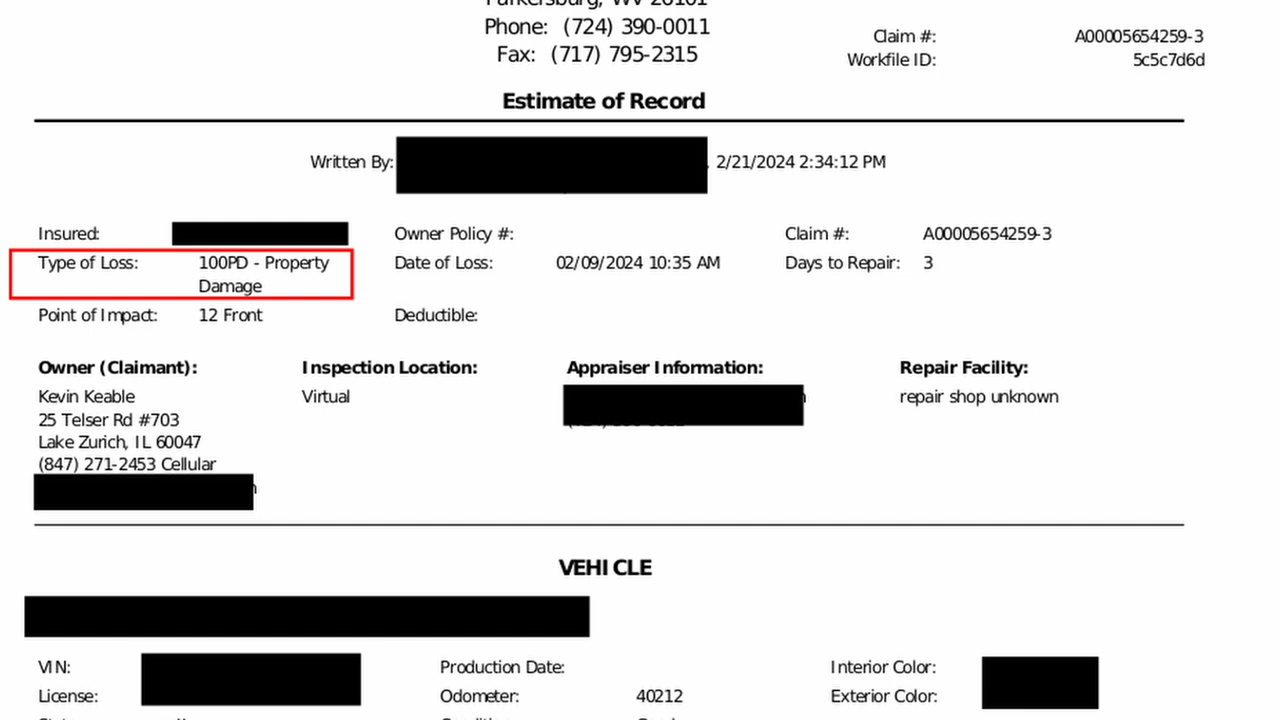 Parkersburg, WV 26101
Phone: (724) 390-0011
Fax: (717) 795-2315
Claim #: A00005654259-3
Workfile ID: 5c5c7d6d
Estimate of Record
Written By: , 2/21/2024 2:34:12 PM
Insured: Owner Policy #: Claim #: A00005654259-3
Type of Loss: 100PD - Property Damage Date of Loss: 02/09/2024 10:35 AM Days to Repair: 3
Point of Impact: 12 Front Deductible:
Owner (Claimant): Inspection Location: Appraiser Information: Repair Facility:
Kevin Keable Virtual repair shop unknown
25 Telser Rd #703
Lake Zurich, IL 60047
(847) 271-2453 Cellular
VEHICLE
VIN: Production Date: Interior Color:
License: Odometer: 40212 Exterior Color: